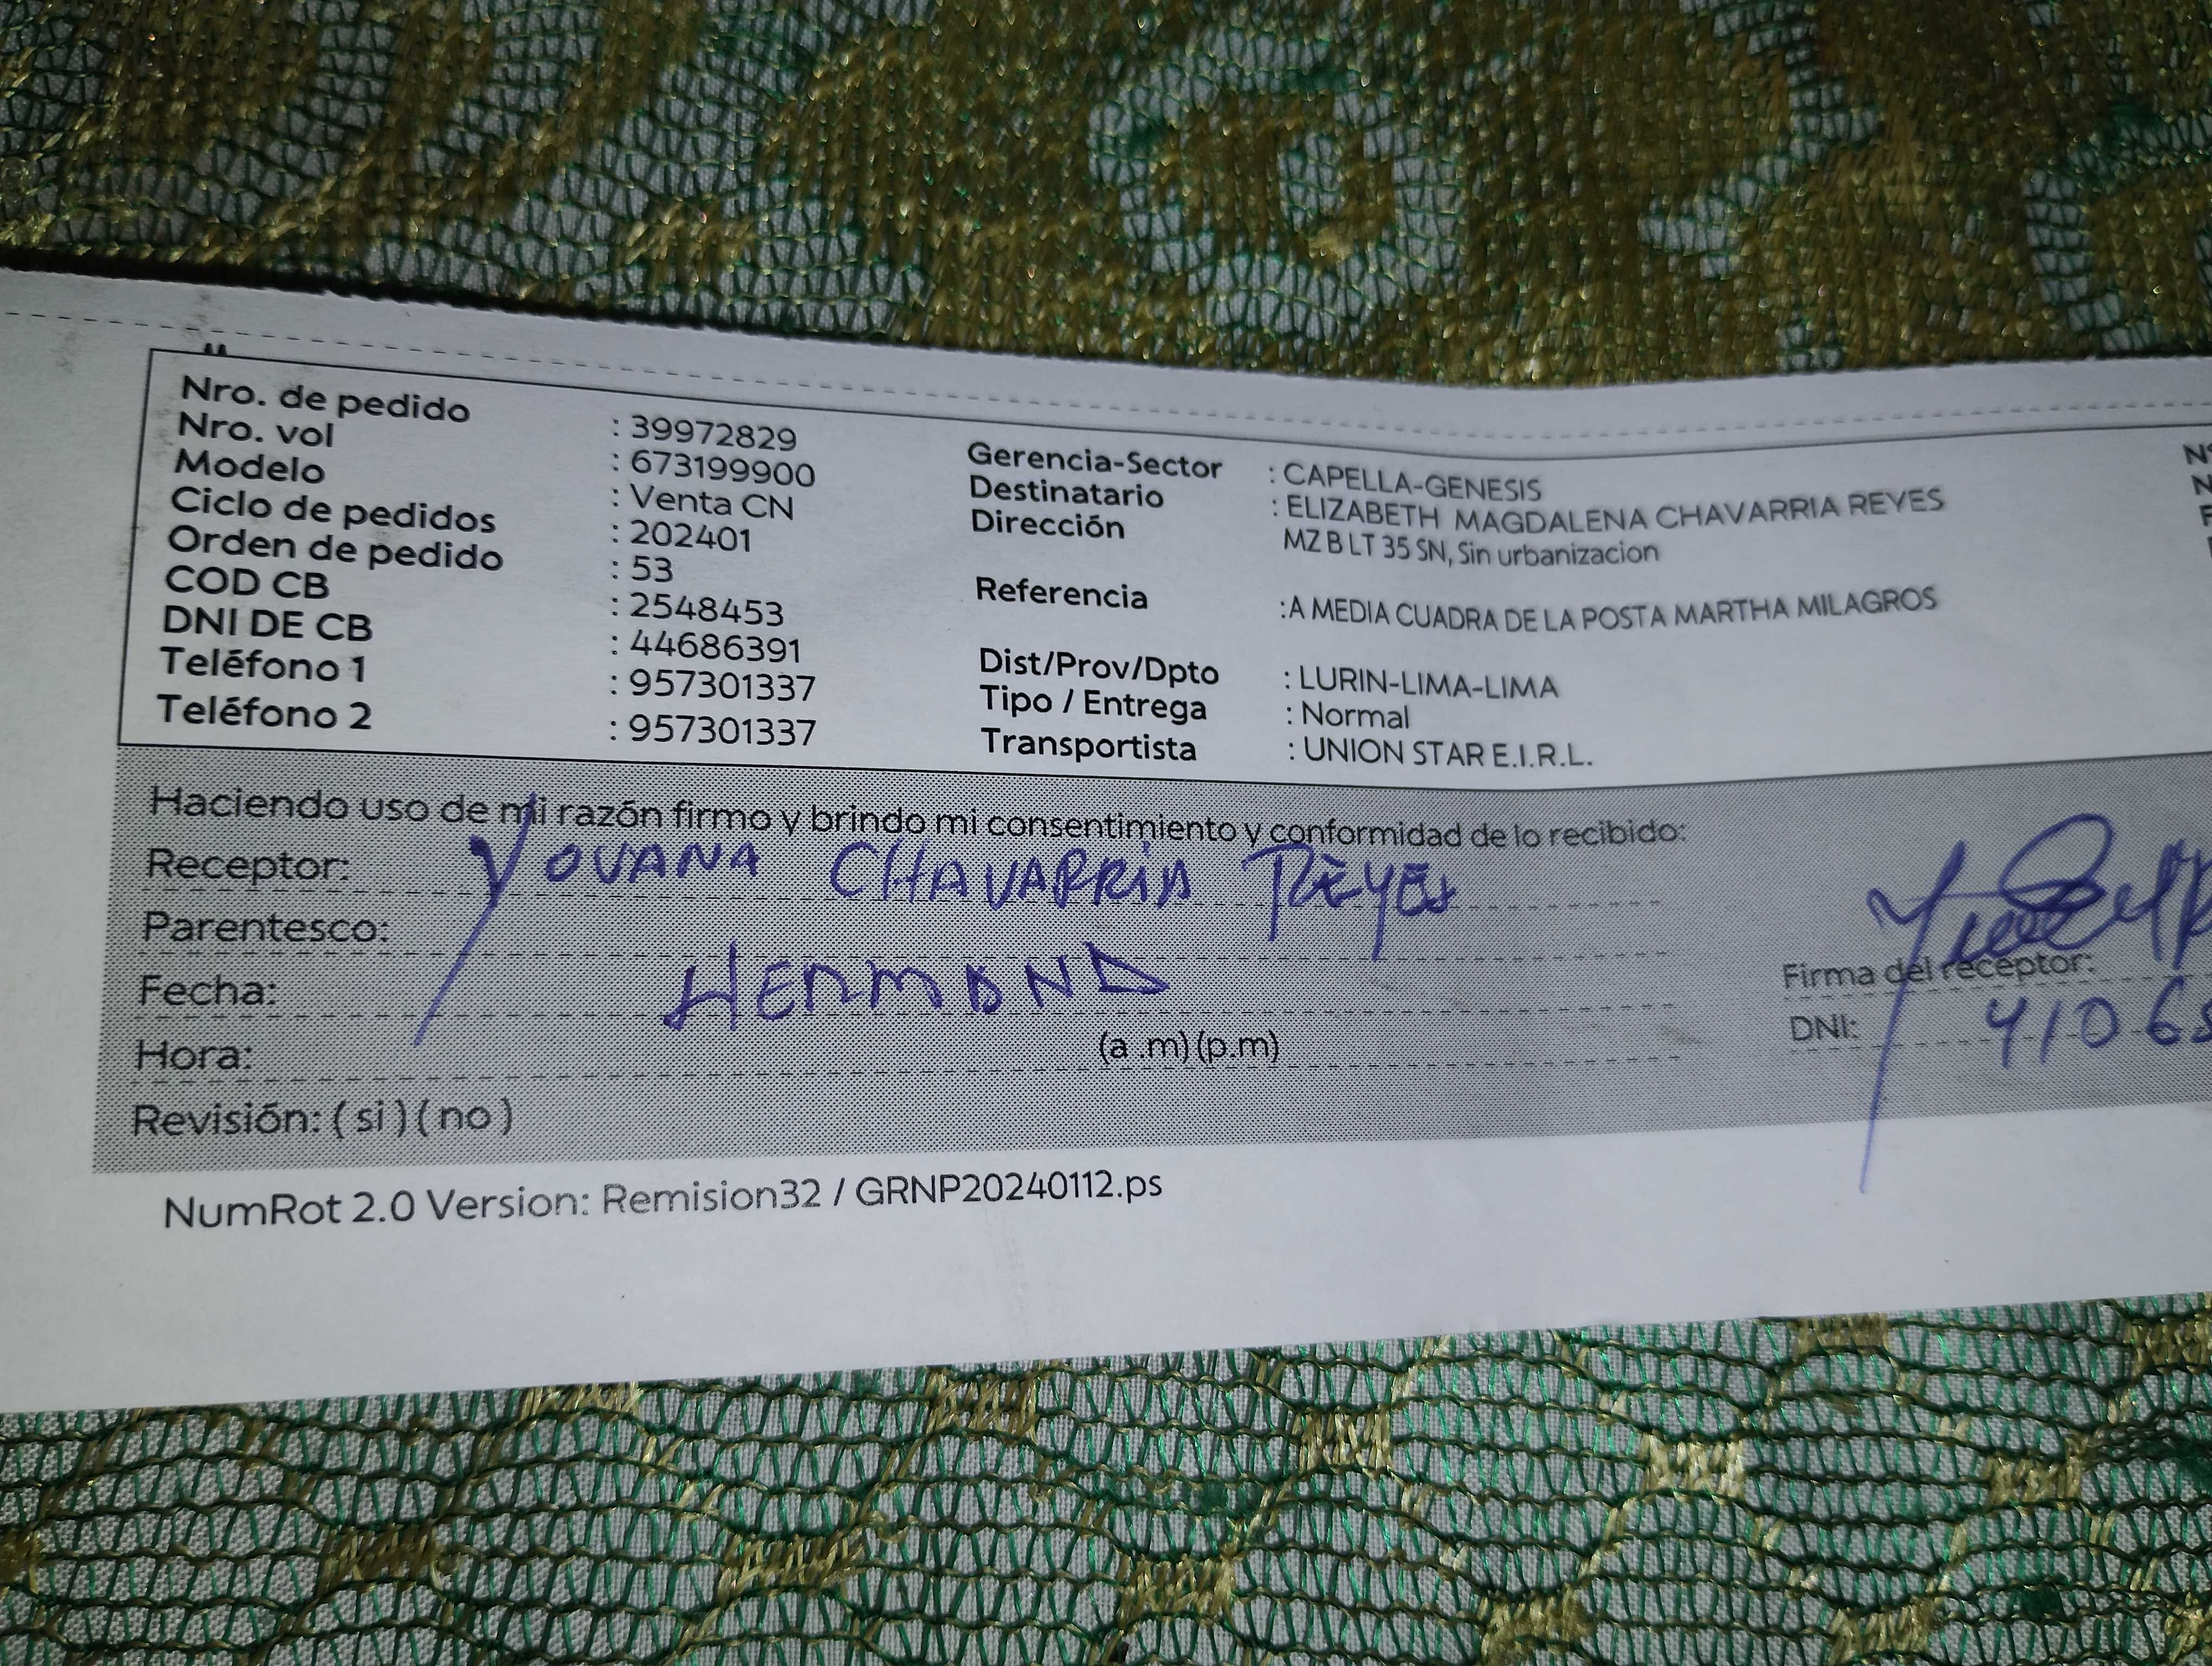 Nro. de pedido : 39972829
Nro. vol : 673199900
Modelo : Venta CN
Ciclo de pedidos : 202401
Orden de pedido : 53
COD CB : 2548453
DNI DE CB : 44686391
Teléfono 1 : 957301337
Teléfono 2 : 957301337
Gerencia-Sector : CAPELLA-GENESIS
Destinatario : ELIZABETH MAGDALENA CHAVARRIA REYES
Dirección MZ B LT 35 SN, Sin urbanizacion
Referencia :A MEDIA CUADRA DE LA POSTA MARTHA MILAGROS
Dist/Prov/Dpto : LURIN-LIMA-LIMA
Tipo / Entrega : Normal
Transportista : UNION STAR E.I.R.L.
Haciendo uso de mi razón firmo y brindo mi consentimiento y conformidad de lo recibido:
Receptor: YOVANA CHAVARRIA REYES
Parentesco: HERMANA
Fecha:
Hora: (a .m) (p.m)
Revisión: ( si ) ( no )
Firma del receptor:
DNI: 4106
NumRot 2.0 Version: Remision32 / GRNP20240112.ps